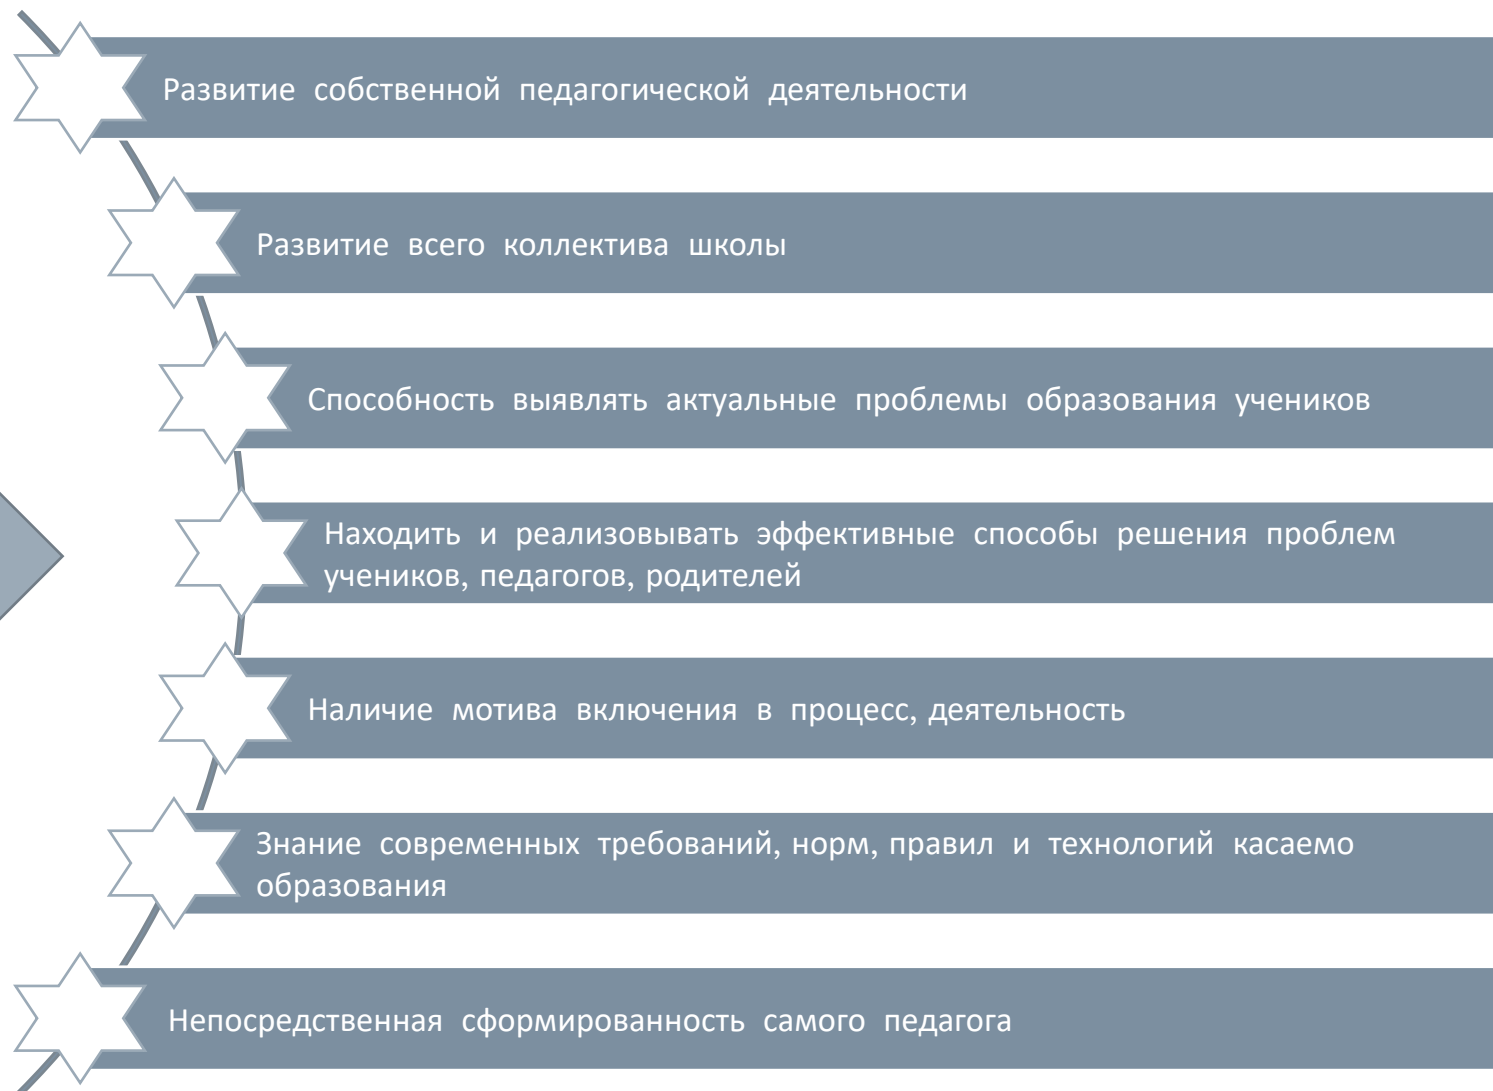 Развитие собственной педагогической деятельности
Развитие всего коллектива школы
Способность выявлять актуальные проблемы образования учеников
Находить и реализовывать эффективные способы решения проблем
учеников, педагогов, родителей
Наличие мотива включения в процесс, деятельность
Знание современных требований, норм, правил и технологий касаемо
образования
Непосредственная сформированность самого педагога